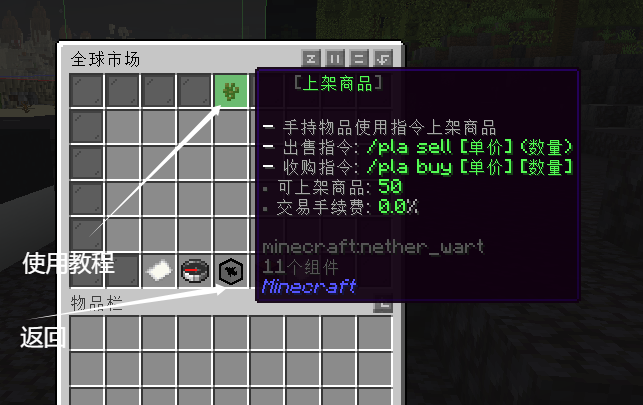 全球市场
[上架商品]
- 手持物品使用指令上架商品
- 出售指令: /pla sell [单价] (数量)
- 收购指令: /pla buy [单价] [数量]
▪ 可上架商品: 50
▪ 交易手续费: 0.0%
minecraft:nether_wart
11个组件
Minecraft
使用教程
物品栏
返回